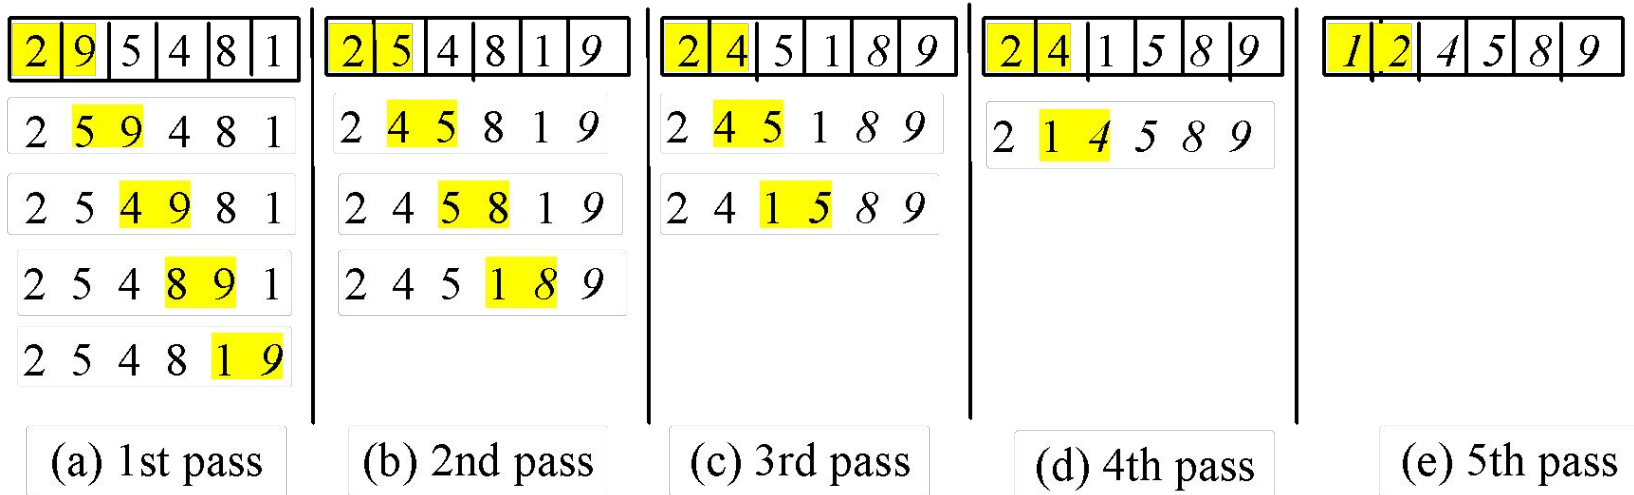 2 9 5 4 8 1
2 5 9 4 8 1
2 5 4 9 8 1
2 5 4 8 9 1
2 5 4 8 1 9
(a) 1st pass
2 5 4 8 1 9
2 4 5 8 1 9
2 4 5 8 1 9
2 4 5 1 8 9
(b) 2nd pass
2 4 5 1 8 9
2 4 5 1 8 9
2 4 1 5 8 9
(c) 3rd pass
2 4 1 5 8 9
2 1 4 5 8 9
(d) 4th pass
1 2 4 5 8 9
(e) 5th pass